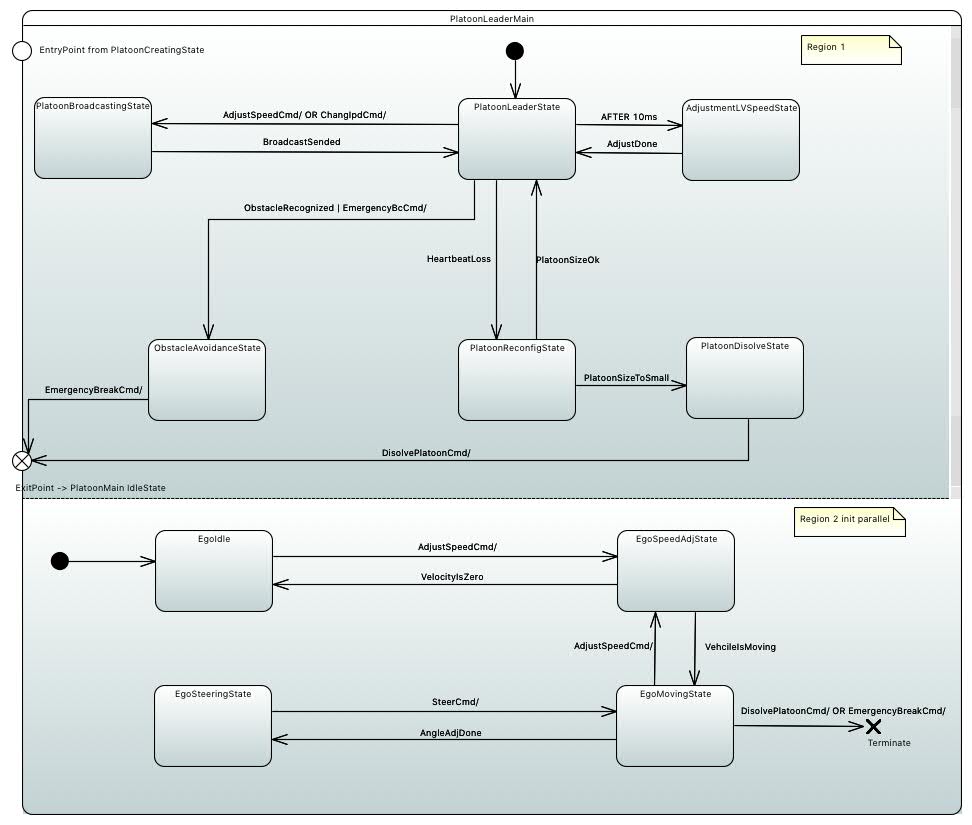 PlatoonLeaderMain
EntryPoint from PlatoonCreatingState
Region 1
PlatoonBroadcastingState
AdjustSpeedCmd/ OR ChangIpdCmd/
BroadcastSended
PlatoonLeaderState
AFTER 10ms
AdjustDone
AdjustmentLVSpeedState
ObstacleRecognized | EmergencyBcCmd/
HeartbeatLoss
PlatoonSizeOk
ObstacleAvoidanceState
PlatoonReconfigState
PlatoonDisolveState
PlatoonSizeToSmall
EmergencyBreakCmd/
DisolvePlatoonCmd/
ExitPoint -> PlatoonMain IdleState
Region 2 init parallel
EgoIdle
AdjustSpeedCmd/
VelocityIsZero
EgoSpeedAdjState
AdjustSpeedCmd/
VehcileIsMoving
EgoSteeringState
SteerCmd/
AngleAdjDone
EgoMovingState
DisolvePlatoonCmd/ OR EmergencyBreakCmd/
Terminate